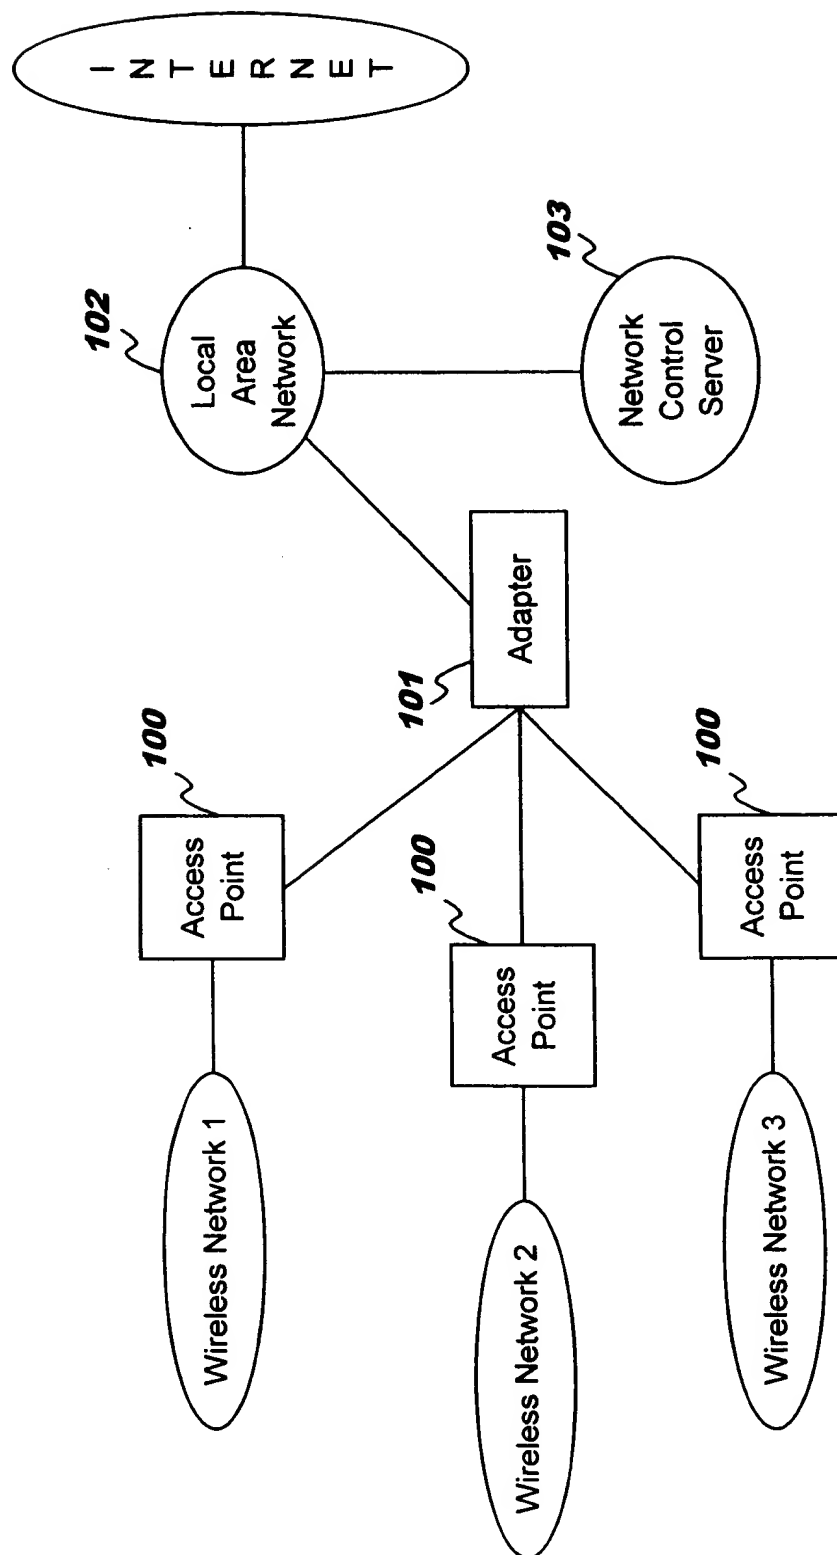 Wireless Network 1
Access
Point
100
Wireless Network 2
Access
Point
100
Wireless Network 3
Access
Point
100
Adapter
101
Local
Area
Network
102
Network
Control
Server
103
INTERNET